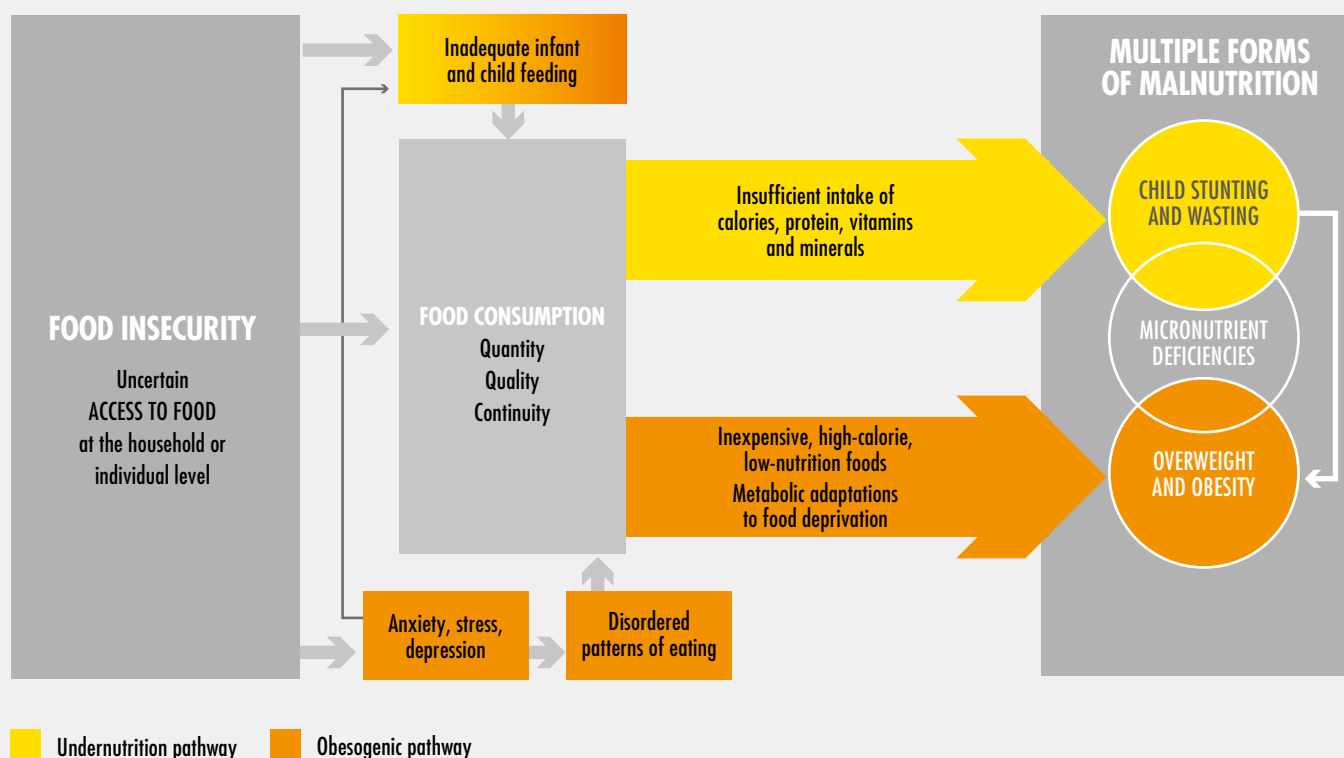 Inadequate infant
and child feeding
MULTIPLE FORMS
OF MALNUTRITION
FOOD INSECURITY
Uncertain
ACCESS TO FOOD
at the household or
individual level
FOOD CONSUMPTION
Quantity
Quality
Continuity
Insufficient intake of
calories, protein, vitamins
and minerals
Inexpensive, high-calorie,
low-nutrition foods
Metabolic adaptations
to food deprivation
CHILD STUNTING
AND WASTING
MICRONUTRIENT
DEFICIENCIES
OVERWEIGHT
AND OBESITY
Anxiety, stress,
depression
Disordered
patterns of eating
Undernutrition pathway
Obesogenic pathway